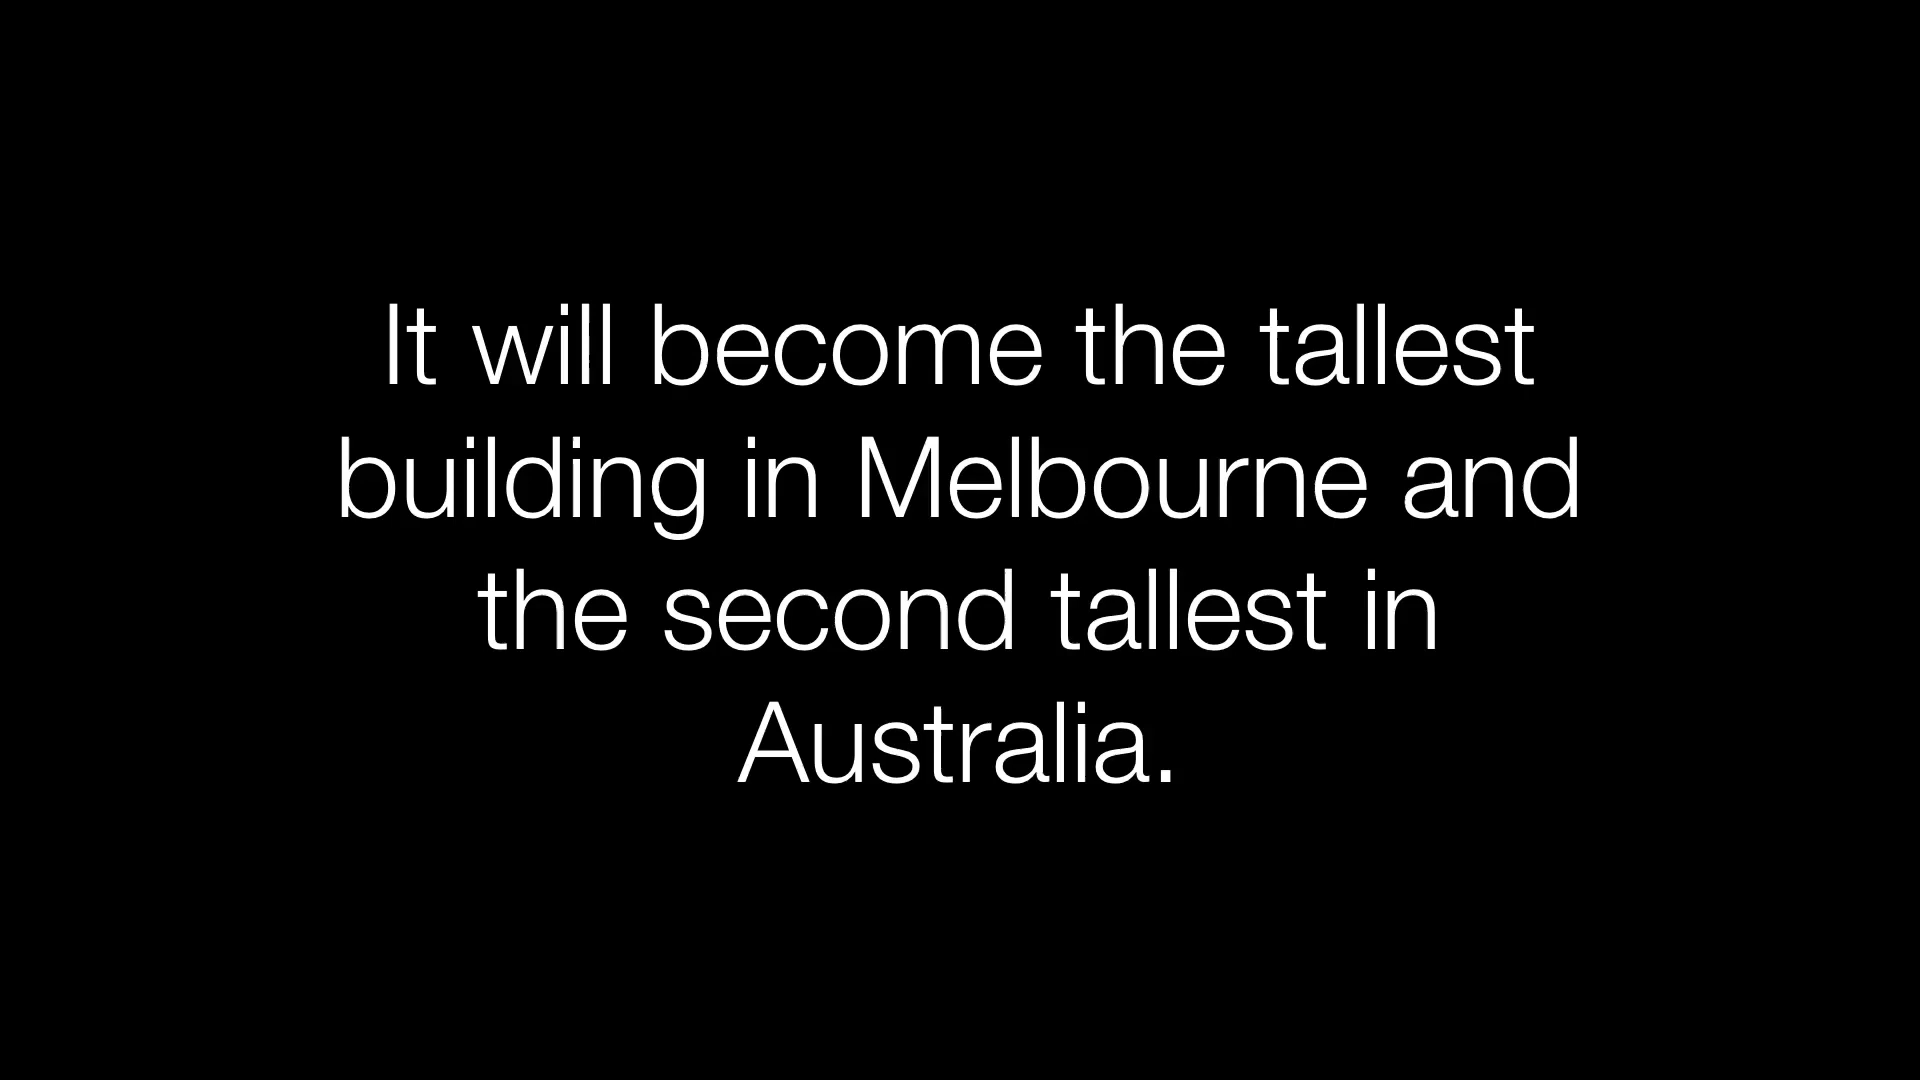 It will become the tallest
building in Melbourne and
the second tallest in
Australia.